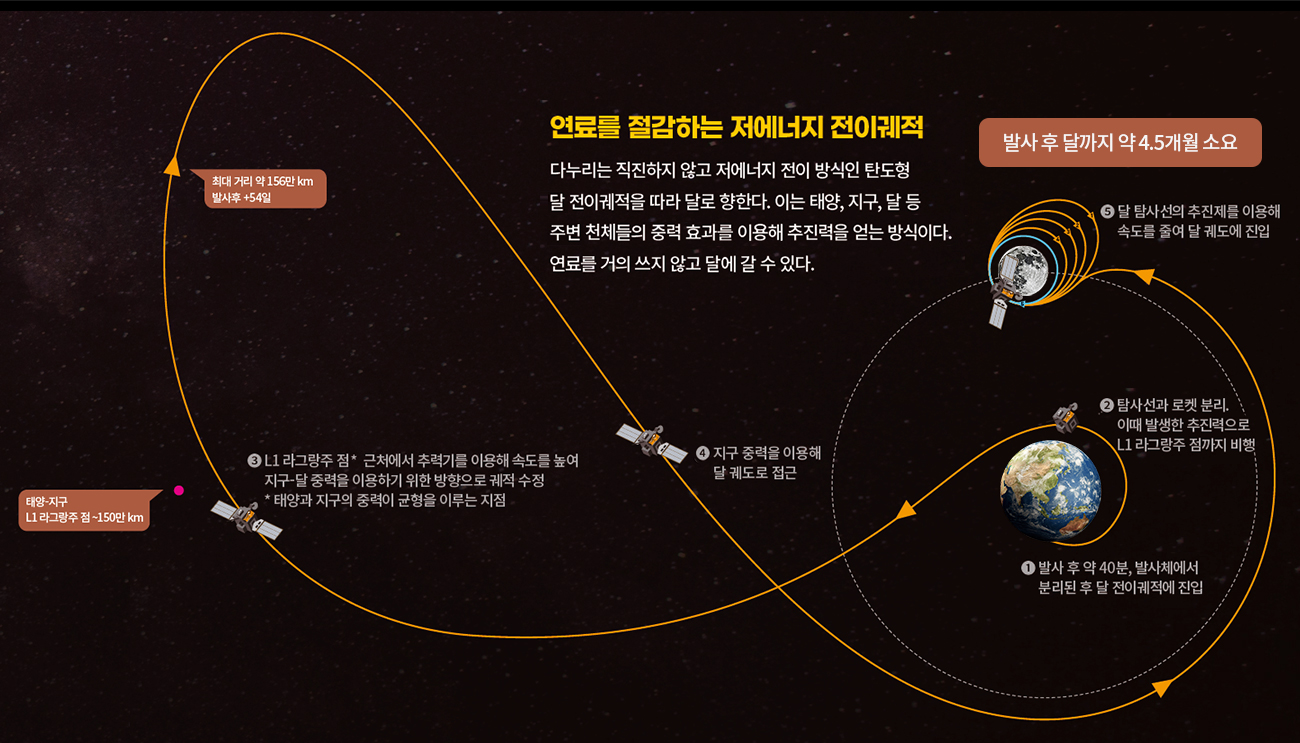 연료를 절감하는 저에너지 전이궤적
다누리는 직진하지 않고 저에너지 전이 방식인 탄도형
달 전이궤적을 따라 달로 향한다. 이는 태양, 지구, 달 등
주변 천체들의 중력 효과를 이용해 추진력을 얻는 방식이다.
연료를 거의 쓰지 않고 달에 갈 수 있다.
발사 후 달까지 약 4.5개월 소요
최대 거리 약 156만 km
발사후 +54일
❺ 달 탐사선의 추진제를 이용해
속도를 줄여 달 궤도에 진입
❷ 탐사선과 로켓 분리.
이때 발생한 추진력으로
L1 라그랑주 점까지 비행
❹ 지구 중력을 이용해
달 궤도로 접근
❸ L1 라그랑주 점* 근처에서 추력기를 이용해 속도를 높여
지구-달 중력을 이용하기 위한 방향으로 궤적 수정
* 태양과 지구의 중력이 균형을 이루는 지점
태양-지구
L1 라그랑주 점 ~150만 km
❶ 발사 후 약 40분, 발사체에서
분리된 후 달 전이궤적에 진입